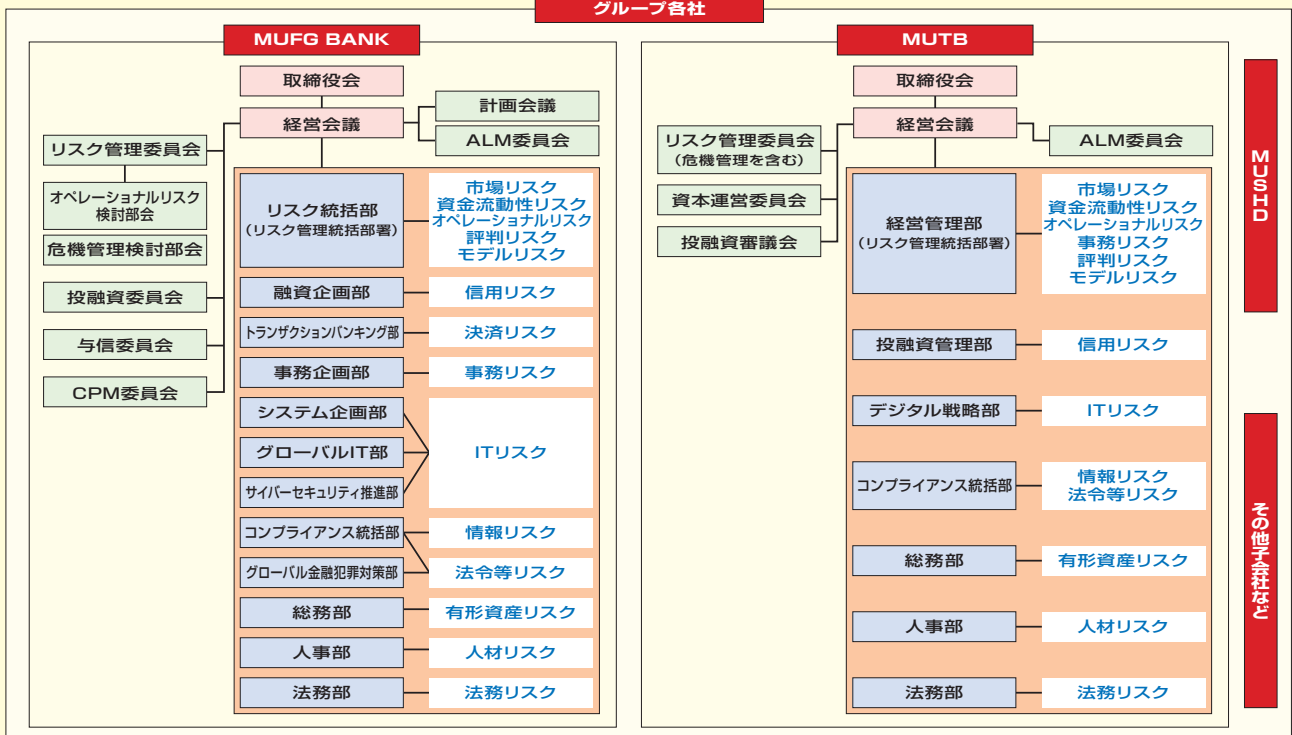 グループ各社
MUFG BANK
取締役会
経営会議
計画会議
ALM委員会
リスク管理委員会
オペレーショナルリスク
検討部会
危機管理検討部会
投融資委員会
与信委員会
CPM委員会
リスク統括部
(リスク管理統括部署)
市場リスク
資金流動性リスク
オペレーショナルリスク
評判リスク
モデルリスク
融資企画部
信用リスク
トランザクションバンキング部
決済リスク
事務企画部
事務リスク
システム企画部
グローバルIT部
サイバーセキュリティ推進部
ITリスク
コンプライアンス統括部
情報リスク
グローバル金融犯罪対策部
法令等リスク
総務部
有形資産リスク
人事部
人材リスク
法務部
法務リスク
MUTB
取締役会
経営会議
ALM委員会
リスク管理委員会
(危機管理を含む)
資本運営委員会
投融資審議会
経営管理部
(リスク管理統括部署)
市場リスク
資金流動性リスク
オペレーショナルリスク
事務リスク
評判リスク
モデルリスク
投融資管理部
信用リスク
デジタル戦略部
ITリスク
コンプライアンス統括部
情報リスク
法令等リスク
総務部
有形資産リスク
人事部
人材リスク
法務部
法務リスク
MUSHD
その他子会社など